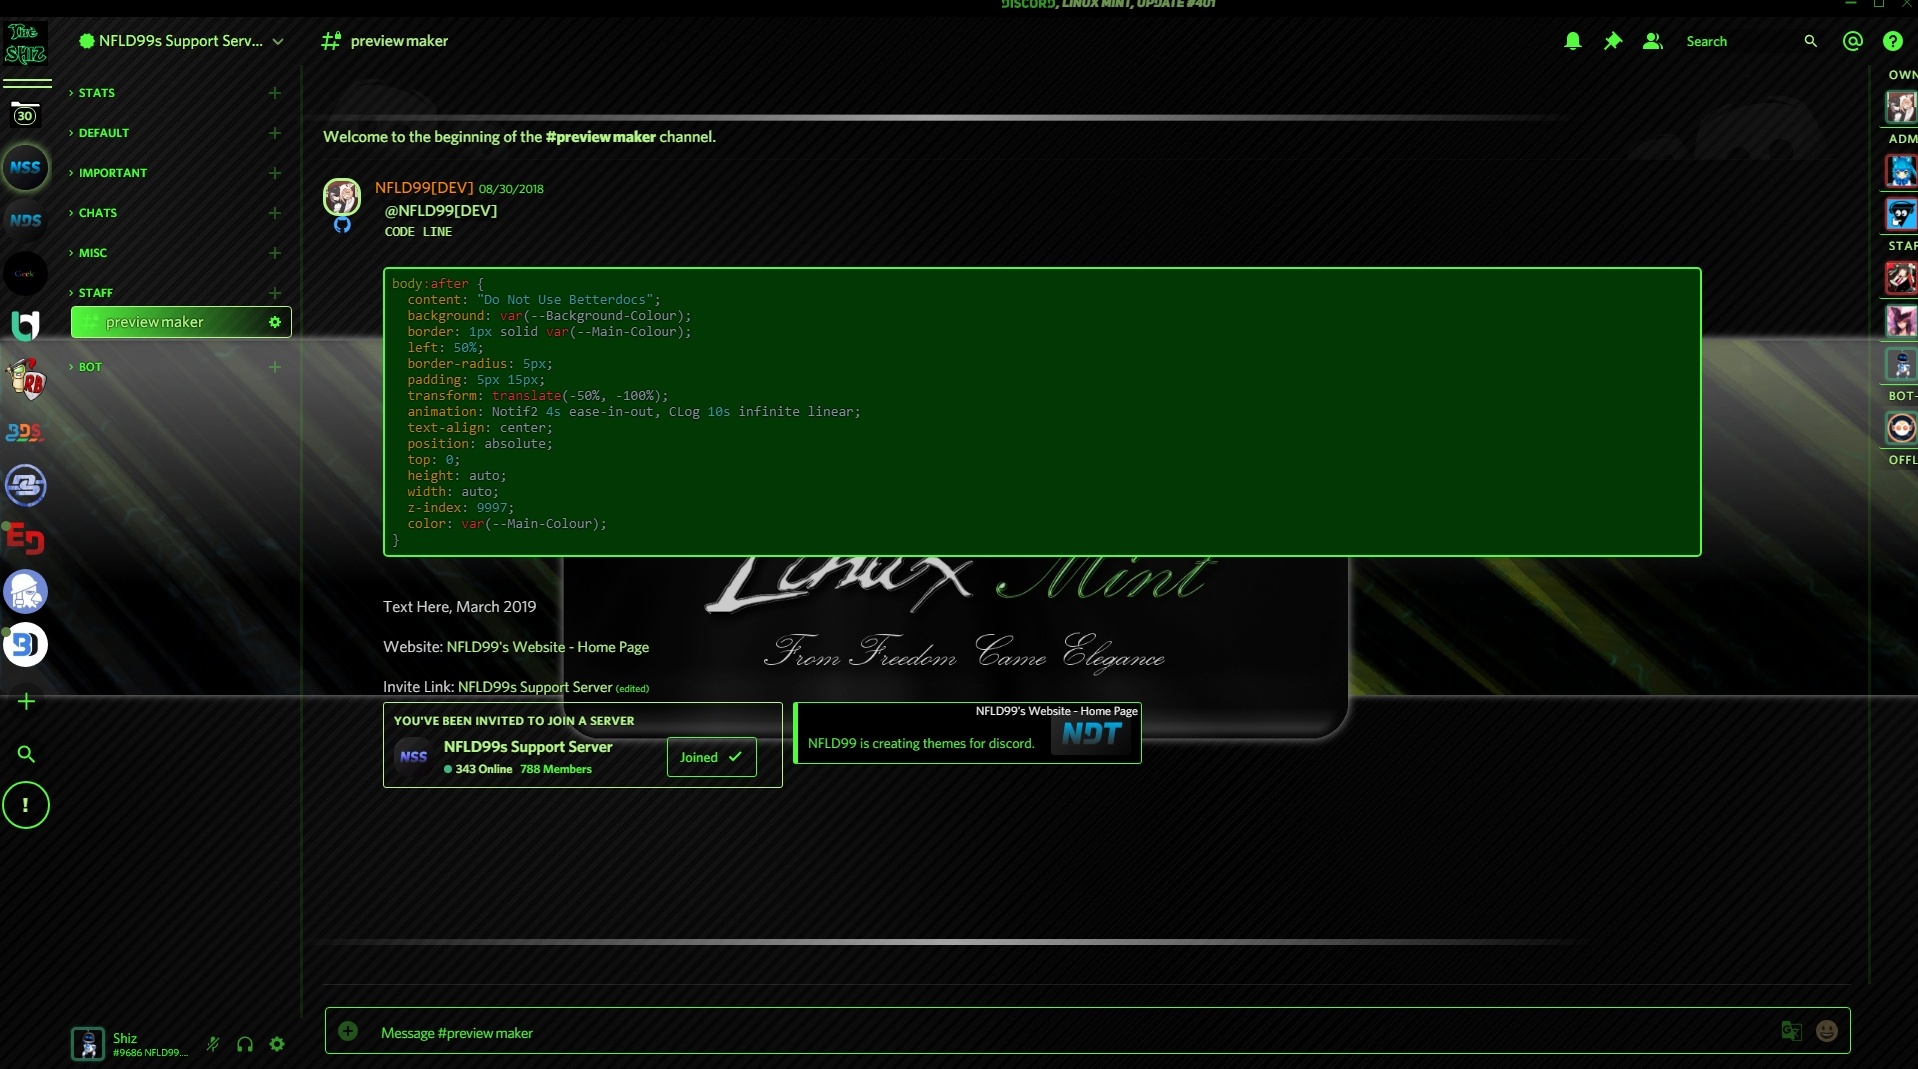 DISCORD, LINUX MINT, UPDATE #401
The
SHIZ
NFLD99s Support Serv...
preview maker
Search
30
NSS
NDS
Geek
RB
BDS
ED
STATS
DEFAULT
IMPORTANT
CHATS
MISC
STAFF
preview maker
BOT
Welcome to the beginning of the #preview maker channel.
NFLD99[DEV] 08/30/2018
@NFLD99[DEV]
CODE LINE
body:after {
content: "Do Not Use Betterdocs";
background: var(--Background-Colour);
border: 1px solid var(--Main-Colour);
left: 50%;
border-radius: 5px;
padding: 5px 15px;
transform: translate(-50%, -100%);
animation: Notif2 4s ease-in-out, CLog 10s infinite linear;
text-align: center;
position: absolute;
top: 0;
height: auto;
width: auto;
z-index: 9997;
color: var(--Main-Colour);
}
Linux Mint
From Freedom Came Elegance
Text Here, March 2019
Website: NFLD99's Website - Home Page
Invite Link: NFLD99s Support Server (edited)
YOU'VE BEEN INVITED TO JOIN A SERVER
NSS
NFLD99s Support Server
343 Online 788 Members
Joined
NFLD99's Website - Home Page
NFLD99 is creating themes for discord.
NDT
OWN
ADM
STAF
BOT-
OFFL
Shiz
#9686 NFLD99....
Message #preview maker